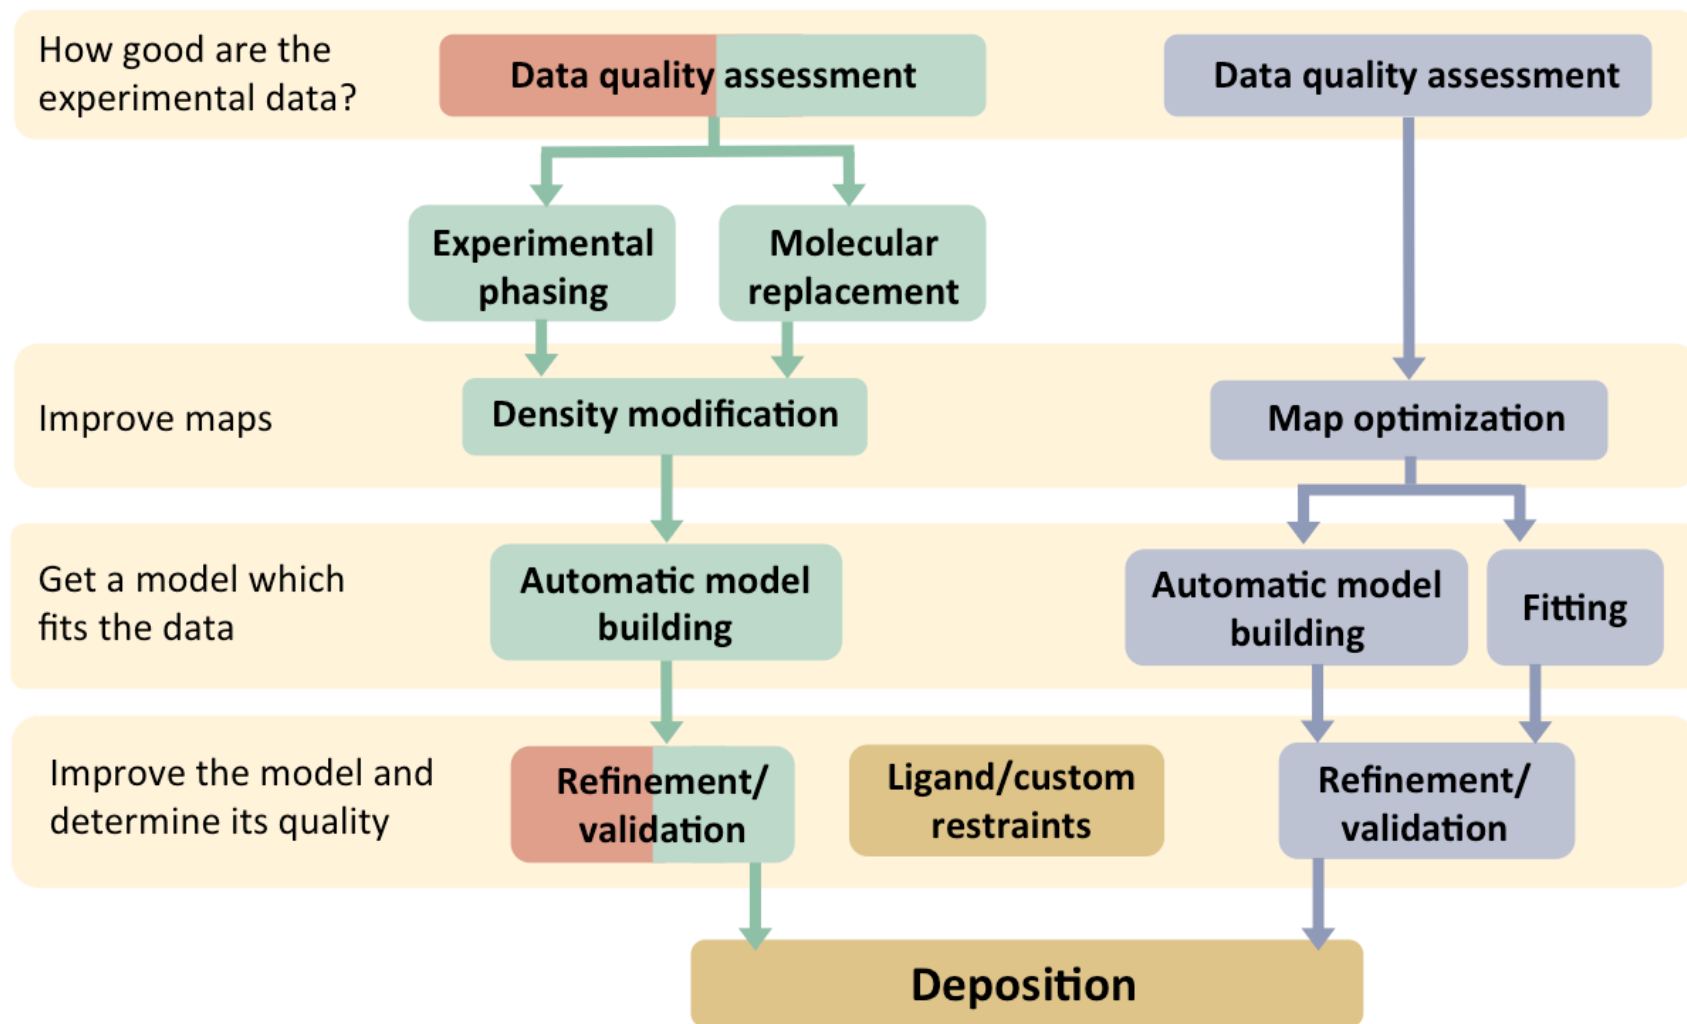 How good are the
experimental data?
Data quality assessment
Data quality assessment
Experimental
phasing
Molecular
replacement
Improve maps
Density modification
Map optimization
Get a model which
fits the data
Automatic model
building
Automatic model
building
Fitting
Improve the model and
determine its quality
Refinement/
validation
Ligand/custom
restraints
Refinement/
validation
Deposition